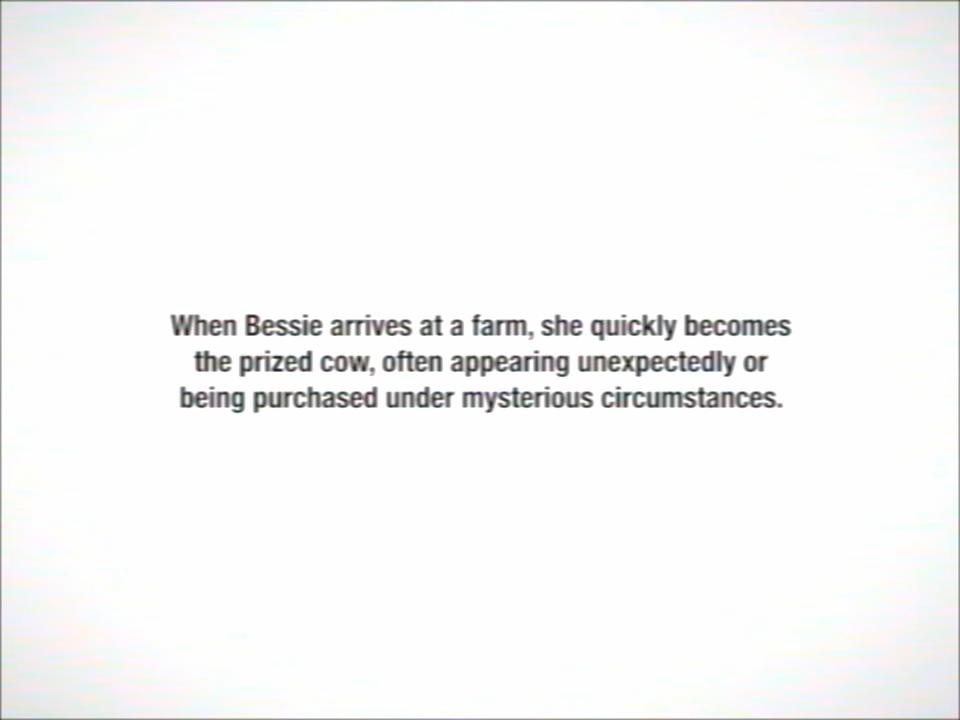 When Bessie arrives at a farm, she quickly becomes
the prized cow, often appearing unexpectedly or
being purchased under mysterious circumstances.